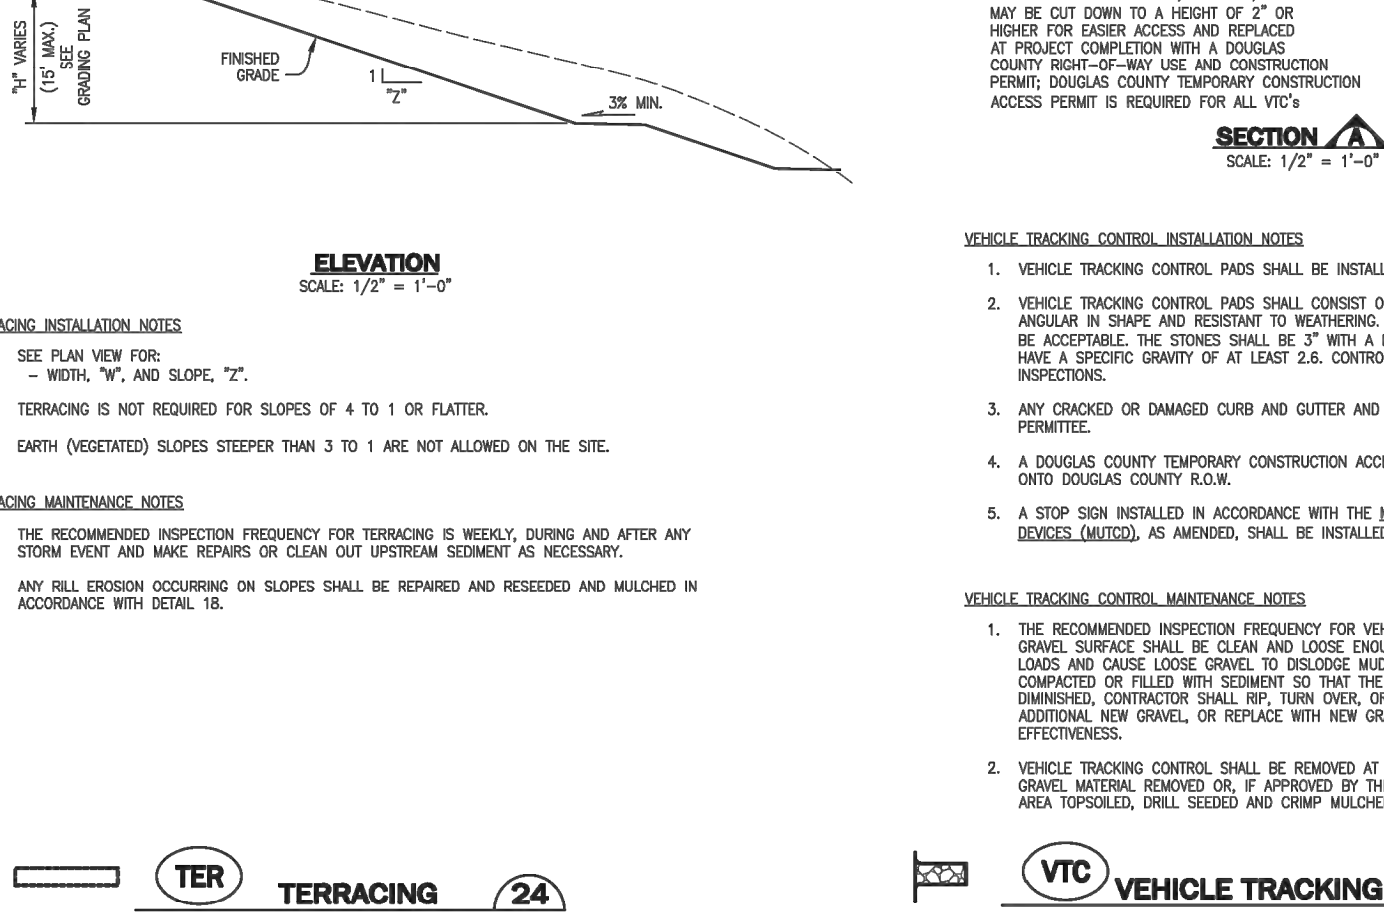 "H" VARIES
(15' MAX.)
SEE
GRADING PLAN
FINISHED
GRADE
1
"Z"
3% MIN.
ELEVATION
SCALE: 1/2" = 1'-0"
ACING INSTALLATION NOTES
SEE PLAN VIEW FOR:
– WIDTH, "W", AND SLOPE, "Z".
TERRACING IS NOT REQUIRED FOR SLOPES OF 4 TO 1 OR FLATTER.
EARTH (VEGETATED) SLOPES STEEPER THAN 3 TO 1 ARE NOT ALLOWED ON THE SITE.
ACING MAINTENANCE NOTES
THE RECOMMENDED INSPECTION FREQUENCY FOR TERRACING IS WEEKLY, DURING AND AFTER ANY
STORM EVENT AND MAKE REPAIRS OR CLEAN OUT UPSTREAM SEDIMENT AS NECESSARY.
ANY RILL EROSION OCCURRING ON SLOPES SHALL BE REPAIRED AND RESEEDED AND MULCHED IN
ACCORDANCE WITH DETAIL 18.
TER
TERRACING
24
MAY BE CUT DOWN TO A HEIGHT OF 2" OR
HIGHER FOR EASIER ACCESS AND REPLACED
AT PROJECT COMPLETION WITH A DOUGLAS
COUNTY RIGHT–OF–WAY USE AND CONSTRUCTION
PERMIT; DOUGLAS COUNTY TEMPORARY CONSTRUCTION
ACCESS PERMIT IS REQUIRED FOR ALL VTC's
SECTION A
SCALE: 1/2" = 1'-0"
VEHICLE TRACKING CONTROL INSTALLATION NOTES
1. VEHICLE TRACKING CONTROL PADS SHALL BE INSTALL
2. VEHICLE TRACKING CONTROL PADS SHALL CONSIST O
ANGULAR IN SHAPE AND RESISTANT TO WEATHERING.
BE ACCEPTABLE. THE STONES SHALL BE 3" WITH A
HAVE A SPECIFIC GRAVITY OF AT LEAST 2.6. CONTRO
INSPECTIONS.
3. ANY CRACKED OR DAMAGED CURB AND GUTTER AND
PERMITTEE.
4. A DOUGLAS COUNTY TEMPORARY CONSTRUCTION ACCE
ONTO DOUGLAS COUNTY R.O.W.
5. A STOP SIGN INSTALLED IN ACCORDANCE WITH THE
DEVICES (MUTCD), AS AMENDED, SHALL BE INSTALLED
VEHICLE TRACKING CONTROL MAINTENANCE NOTES
1. THE RECOMMENDED INSPECTION FREQUENCY FOR VEH
GRAVEL SURFACE SHALL BE CLEAN AND LOOSE ENOU
LOADS AND CAUSE LOOSE GRAVEL TO DISLODGE MUD
COMPACTED OR FILLED WITH SEDIMENT SO THAT THE
DIMINISHED, CONTRACTOR SHALL RIP, TURN OVER, OR
ADDITIONAL NEW GRAVEL, OR REPLACE WITH NEW GRA
EFFECTIVENESS.
2. VEHICLE TRACKING CONTROL SHALL BE REMOVED AT
GRAVEL MATERIAL REMOVED OR, IF APPROVED BY TH
AREA TOPSOILED, DRILL SEEDED AND CRIMP MULCHE
VTC
VEHICLE TRACKING